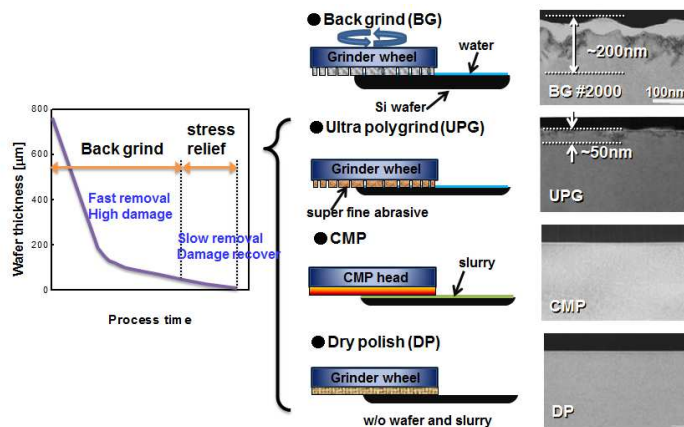 ● Back grind (BG)
Grinder wheel
water
Si wafer
~200nm
BG #2000
100nm
Wafer thickness [μm]
800
600
400
200
0
Back grind
stress
relief
Fast removal
High damage
Slow removal
Damage recover
Process time
● Ultra polygrind (UPG)
Grinder wheel
super fine abrasive
~50nm
UPG
● CMP
CMP head
slurry
CMP
● Dry polish (DP)
Grinder wheel
w/o wafer and slurry
DP